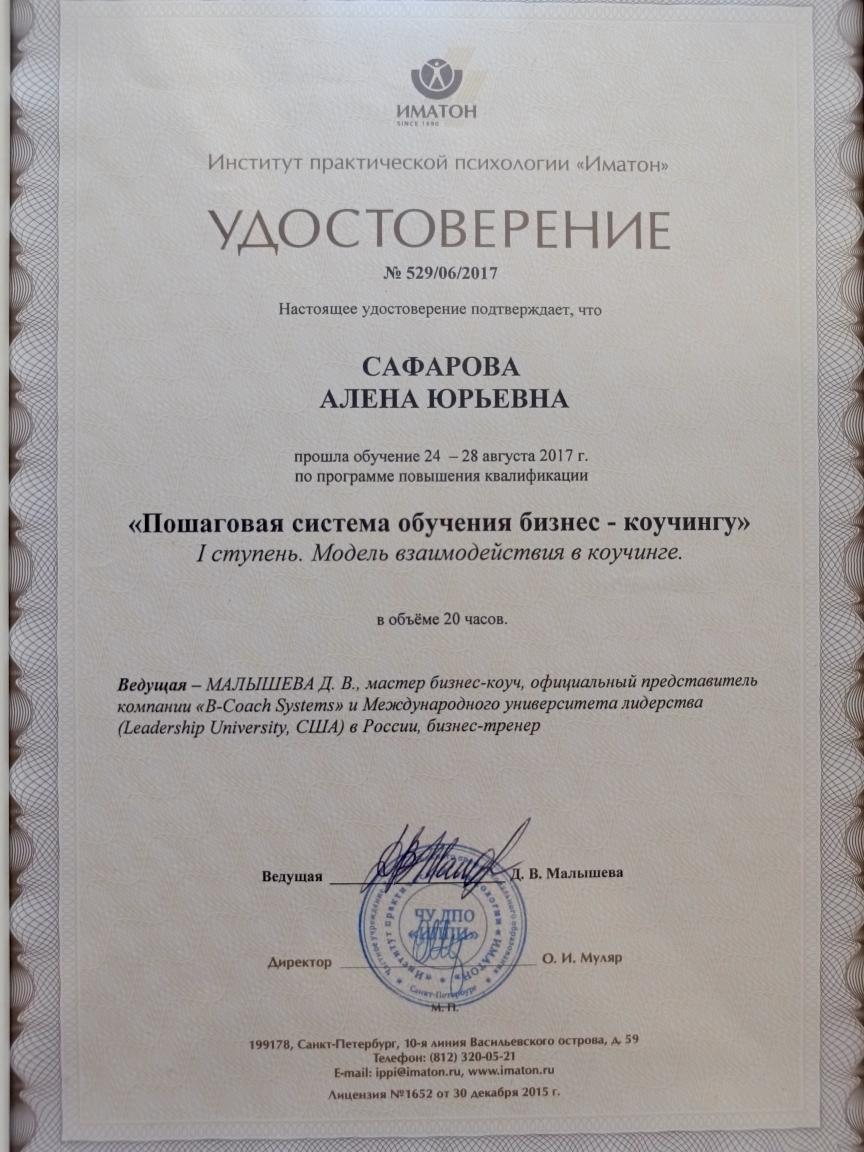 ИМАТОН
SINCE 1990
Институт практической психологии «Иматон»
УДОСТОВЕРЕНИЕ
№ 529/06/2017
Настоящее удостоверение подтверждает, что
САФАРОВА
АЛЕНА ЮРЬЕВНА
прошла обучение 24 – 28 августа 2017 г.
по программе повышения квалификации
«Пошаговая система обучения бизнес - коучингу»
I ступень. Модель взаимодействия в коучинге.
в объёме 20 часов.
Ведущая – МАЛЫШЕВА Д. В., мастер бизнес-коуч, официальный представитель
компании «B-Coach Systems» и Международного университета лидерства
(Leadership University, США) в России, бизнес-тренер
Ведущая Д. В. Малышева
ЧУ ДПО
«ИППИ»
Санкт-Петербург
Директор О. И. Муляр
М. П.
199178, Санкт-Петербург, 10-я линия Васильевского острова, д. 59
Телефон: (812) 320-05-21
E-mail: ippi@imaton.ru, www.imaton.ru
Лицензия №1652 от 30 декабря 2015 г.